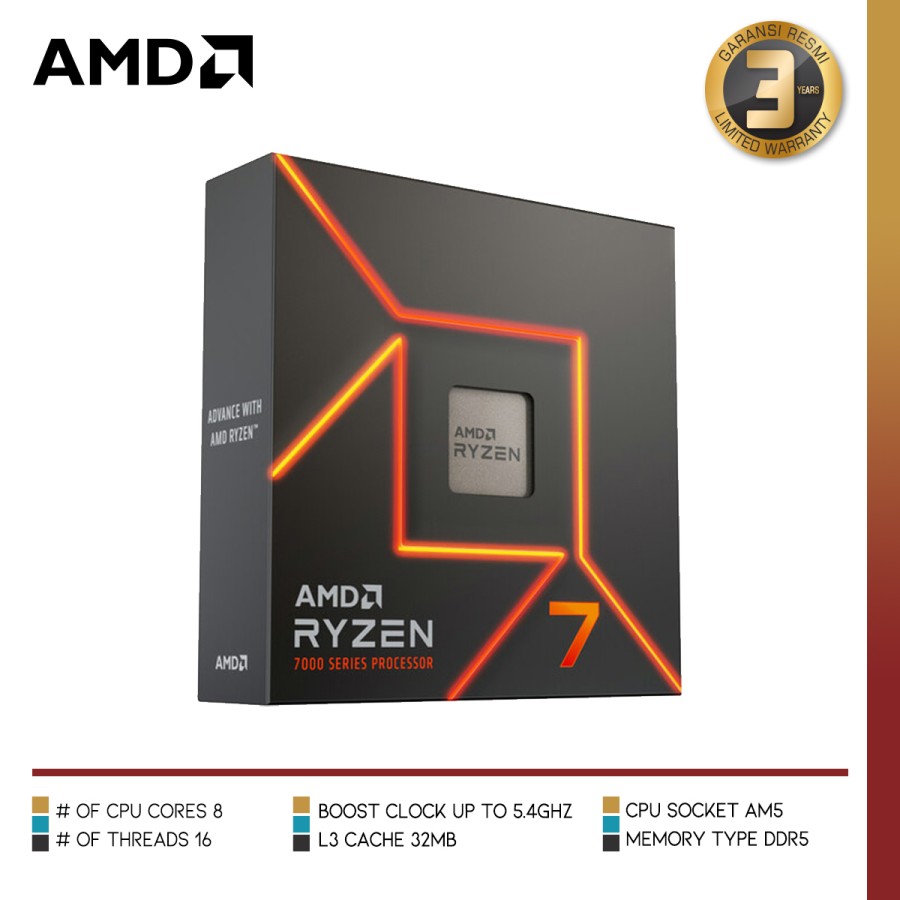 AMD
GARANSI RESMI
3 YEARS
LIMITED WARRANTY
ADVANCE WITH
AMD RYZEN™
AMD
AMD
RYZEN
AMD
RYZEN
7000 SERIES PROCESSOR
7
# OF CPU CORES 8
# OF THREADS 16
BOOST CLOCK UP TO 5.4GHZ
L3 CACHE 32MB
CPU SOCKET AM5
MEMORY TYPE DDR5